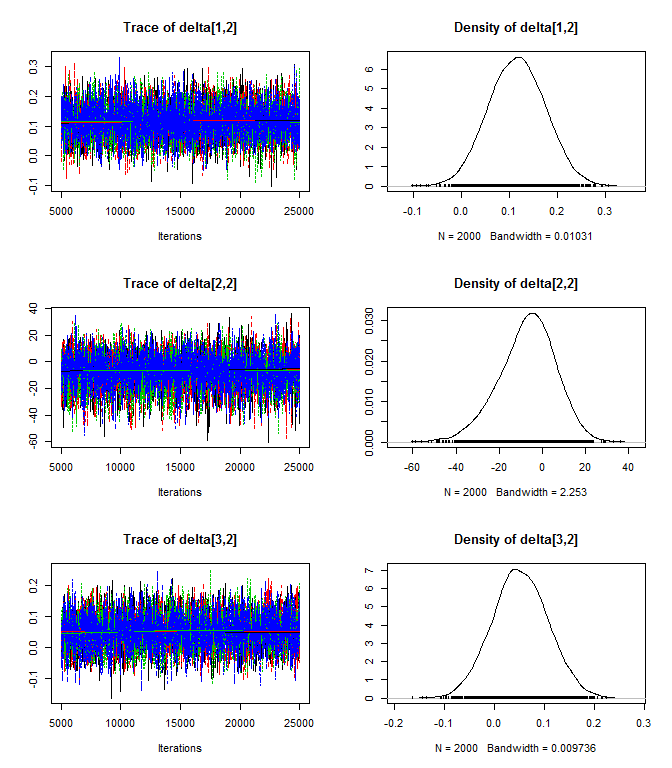 Trace of delta[1,2]
0.3
0.2
0.1
0.0
-0.1
5000 10000 15000 20000 25000
Iterations
Density of delta[1,2]
6
5
4
3
2
1
0
-0.1 0.0 0.1 0.2 0.3
N = 2000 Bandwidth = 0.01031
Trace of delta[2,2]
40
20
0
-20
-40
-60
5000 10000 15000 20000 25000
Iterations
Density of delta[2,2]
0.030
0.020
0.010
0.000
-60 -40 -20 0 20 40
N = 2000 Bandwidth = 2.253
Trace of delta[3,2]
0.2
0.1
0.0
-0.1
5000 10000 15000 20000 25000
Iterations
Density of delta[3,2]
7
6
5
4
3
2
1
0
-0.2 -0.1 0.0 0.1 0.2 0.3
N = 2000 Bandwidth = 0.009736